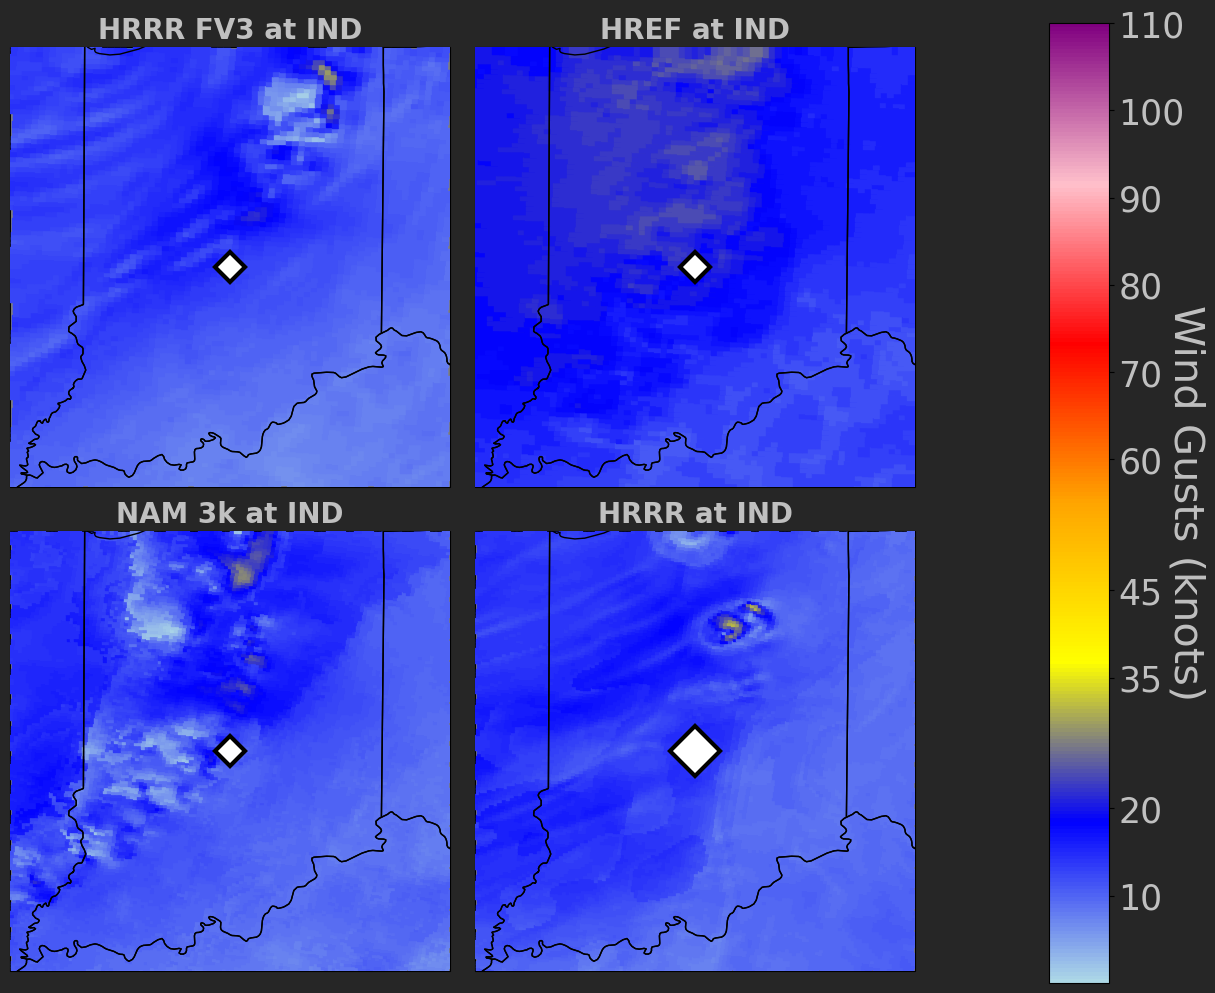 HRRR FV3 at IND
HREF at IND
NAM 3k at IND
HRRR at IND
110
100
90
80
70
60
45
35
20
10
Wind Gusts (knots)